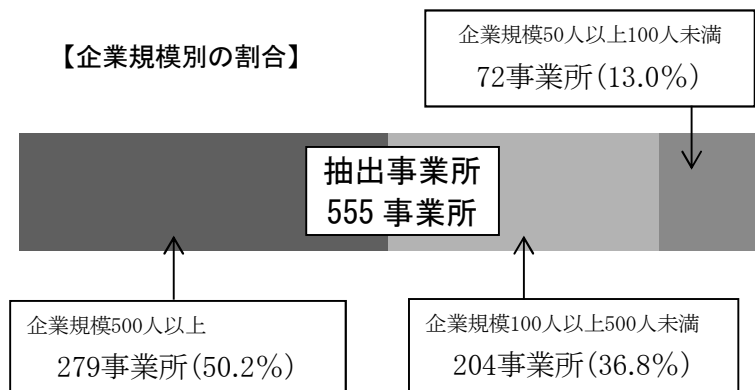 【企業規模別の割合】
企業規模50人以上100人未満
72事業所(13.0%)
抽出事業所
555 事業所
企業規模500人以上
279事業所(50.2%)
企業規模100人以上500人未満
204事業所(36.8%)